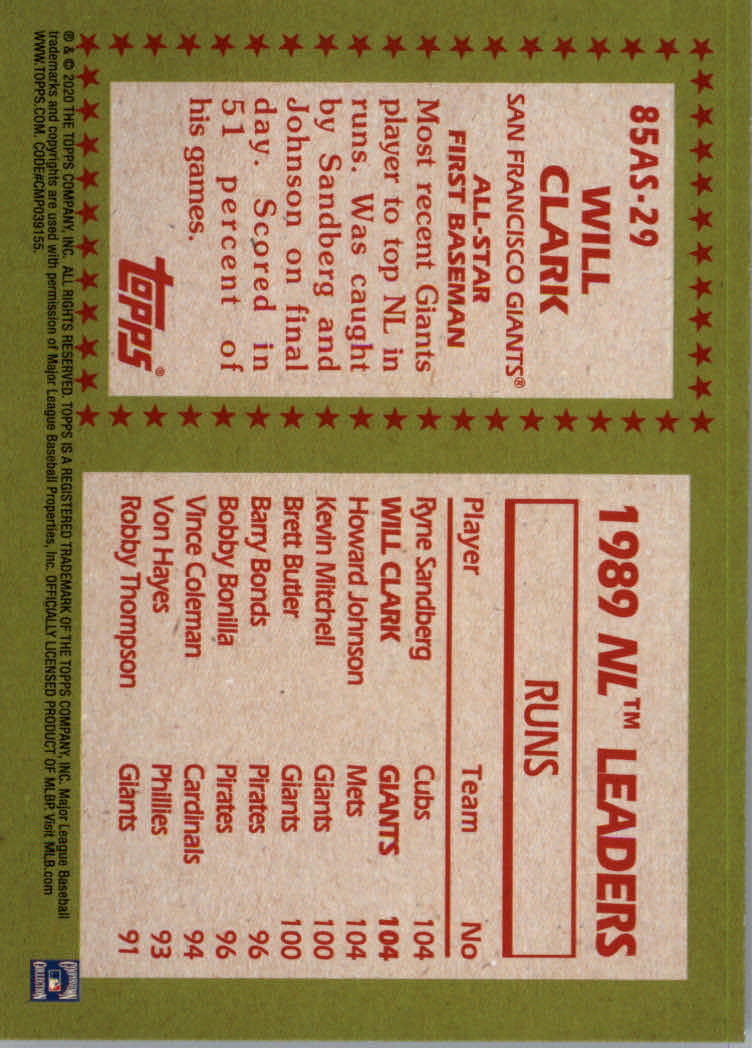 85AS-29
WILL
CLARK
SAN FRANCISCO GIANTS®
ALL-STAR
FIRST BASEMAN
Most recent Giants
player to top NL in
runs. Was caught
by Sandberg and
Johnson on final
day. Scored in
51 percent of
his games.
topps®
1989 NL™ LEADERS
RUNS
Player Team No
Ryne Sandberg Cubs 104
WILL CLARK GIANTS 104
Howard Johnson Mets 104
Kevin Mitchell Giants 100
Brett Butler Giants 100
Barry Bonds Pirates 96
Bobby Bonilla Pirates 96
Vince Coleman Cardinals 94
Von Hayes Phillies 93
Robby Thompson Giants 91
® & © 2020 THE TOPPS COMPANY, INC. ALL RIGHTS RESERVED. TOPPS IS A REGISTERED TRADEMARK OF THE TOPPS COMPANY, INC. Major League Baseball
trademarks and copyrights are used with permission of Major League Baseball Properties, Inc. OFFICIALLY LICENSED PRODUCT OF MLBP. Visit MLB.com
WWW.TOPPS.COM. CODE#CMP039155.
COOPERSTOWN
COLLECTION